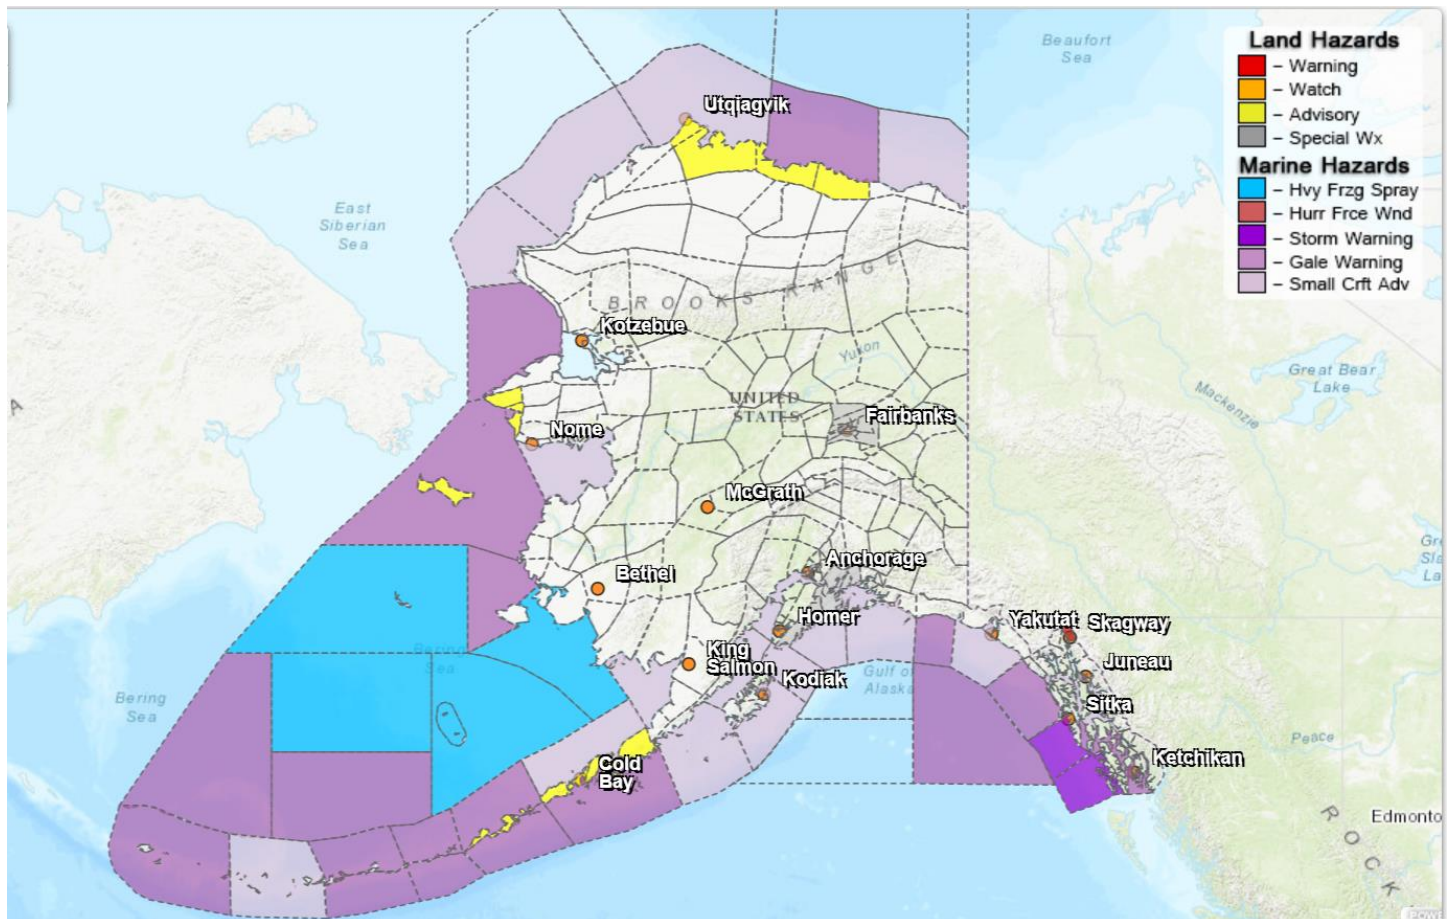 Land Hazards
– Warning
– Watch
– Advisory
– Special Wx
Marine Hazards
– Hvy Frzg Spray
– Hurr Frce Wnd
– Storm Warning
– Gale Warning
– Small Crft Adv
Beaufort
Sea
Utqiagvik
East
Siberian
Sea
BROOKS RANGE
Kotzebue
Yukon
Great Bear
Lake
Mackenzie
A
UNITED
STATES
Fairbanks
Nome
McGrath
Anchorage
Bethel
Homer
Yakutat
Skagway
King
Salmon
Juneau
Kodiak
Gulf of
Alaska
Bering
Sea
Bering
Sea
Sitka
Peace
Cold
Bay
Ketchikan
Edmonto
ROCK